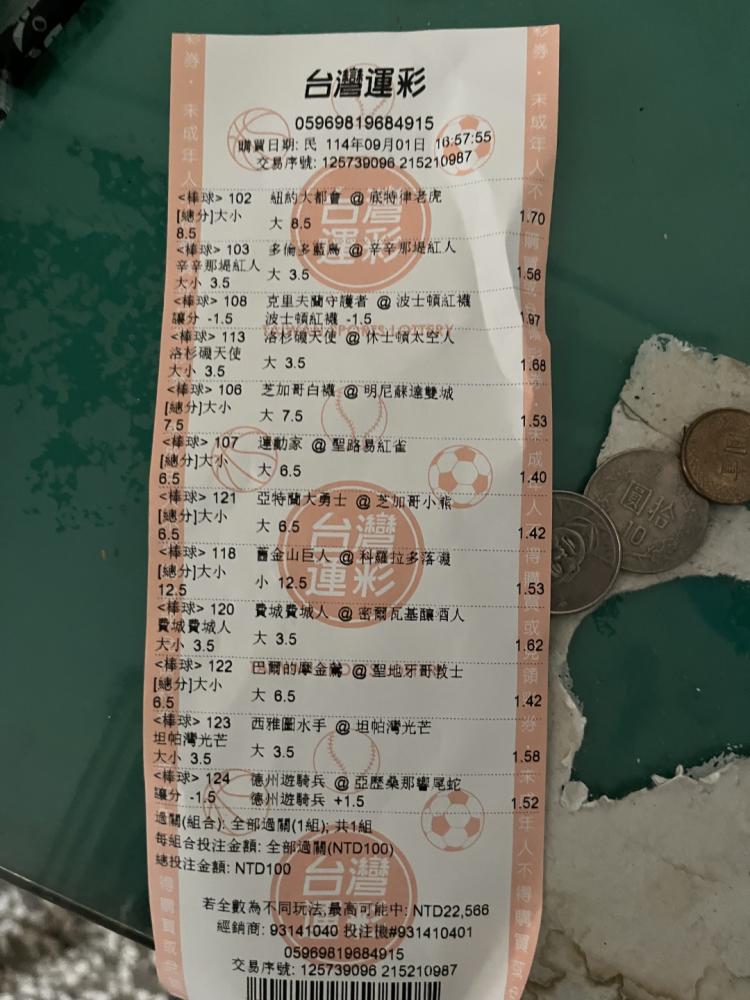 台灣運彩
05969819684915
購買日期: 民 114年09月01日 16:57:55
交易序號: 125739096 215210987
<棒球> 102 紐約大都會 @ 底特律老虎
[總分]大小 8.5 大 8.5 1.70
<棒球> 103 多倫多藍鳥 @ 辛辛那堤紅人
辛辛那堤紅人 大小 3.5 大 3.5 1.56
<棒球> 108 克里夫蘭守護者 @ 波士頓紅襪
讓分 -1.5 波士頓紅襪 -1.5 1.97
<棒球> 113 洛杉磯天使 @ 休士頓太空人
洛杉磯天使 大小 3.5 大 3.5 1.68
<棒球> 106 芝加哥白襪 @ 明尼蘇達雙城
[總分]大小 7.5 大 7.5 1.53
<棒球> 107 運動家 @ 聖路易紅雀
[總分]大小 6.5 大 6.5 1.40
<棒球> 121 亞特蘭大勇士 @ 芝加哥小熊
[總分]大小 6.5 大 6.5 1.42
<棒球> 118 舊金山巨人 @ 科羅拉多落磯
[總分]大小 12.5 小 12.5 1.53
<棒球> 120 費城費城人 @ 密爾瓦基釀酒人
費城費城人 大小 3.5 大 3.5 1.62
<棒球> 122 巴爾的摩金鶯 @ 聖地牙哥教士
[總分]大小 6.5 大 6.5 1.42
<棒球> 123 西雅圖水手 @ 坦帕灣光芒
坦帕灣光芒 大小 3.5 大 3.5 1.58
<棒球> 124 德州遊騎兵 @ 亞歷桑那響尾蛇
讓分 -1.5 德州遊騎兵 +1.5 1.52
過關(組合): 全部過關(1組); 共1組
每組合投注金額: 全部過關(NTD100)
總投注金額: NTD100
若全數為不同玩法,最高可能中: NTD22,566
經銷商: 93141040 投注機#931410401
05969819684915
交易序號: 125739096 215210987
台灣運彩
台灣運彩
台灣運彩
TAIWAN SPORTS LOTTERY
拾圓
10